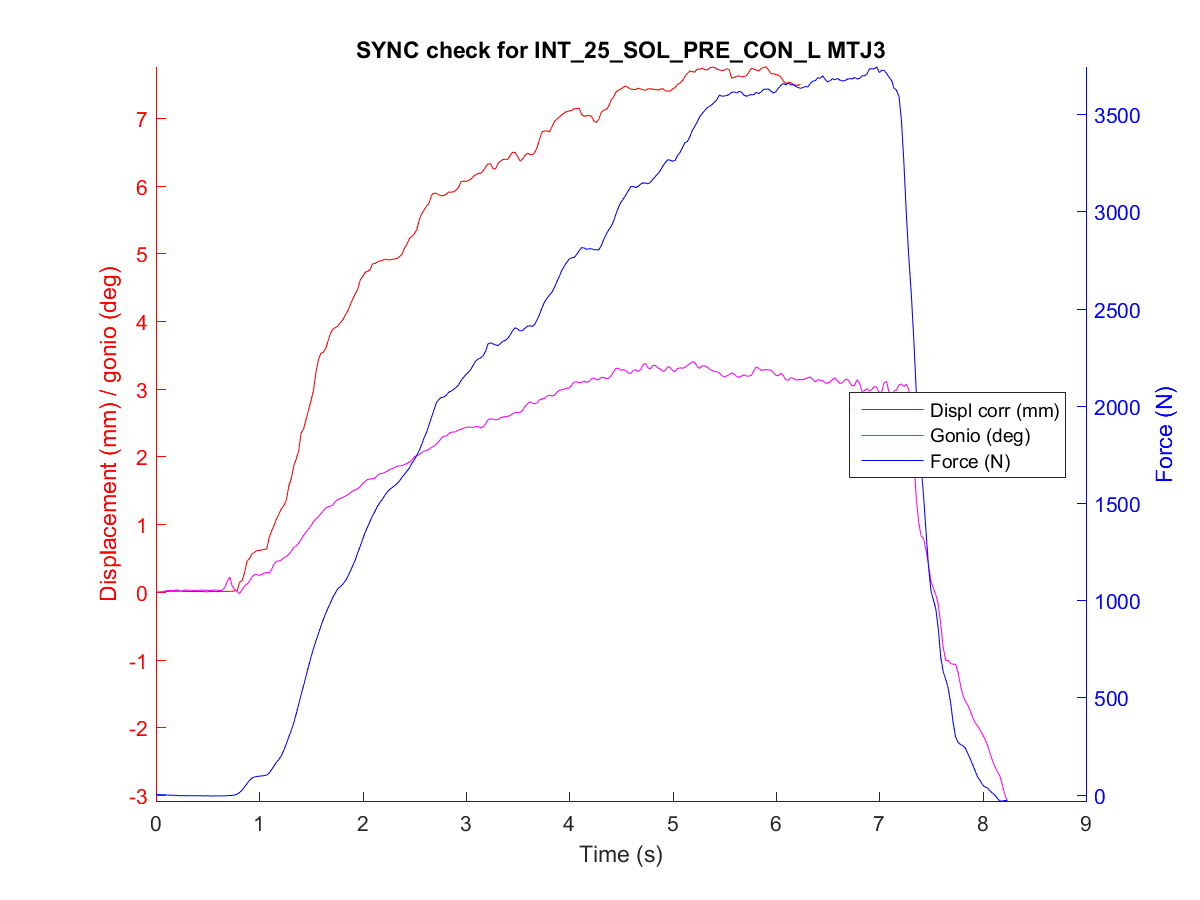 SYNC check for INT_25_SOL_PRE_CON_L MTJ3
Displacement (mm) / gonio (deg)
7
6
5
4
3
2
1
0
-1
-2
-3
3500
3000
2500
2000
1500
1000
500
0
Force (N)
Displ corr (mm)
Gonio (deg)
Force (N)
0 1 2 3 4 5 6 7 8 9
Time (s)